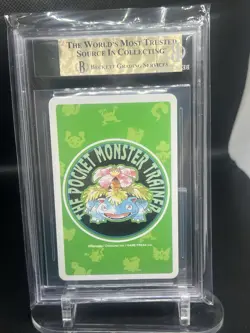 THE WORLD'S MOST TRUSTED
SOURCE IN COLLECTING
BECKETT GRADING SERVICES
THE POCKET MONSTER TRAINER